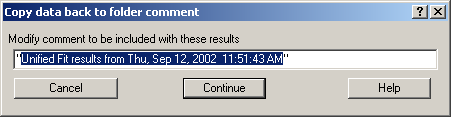 Copy data back to folder comment
Modify comment to be included with these results
"Unified Fit results from Thu, Sep 12, 2002  11:51:43 AM"
Cancel Continue Help